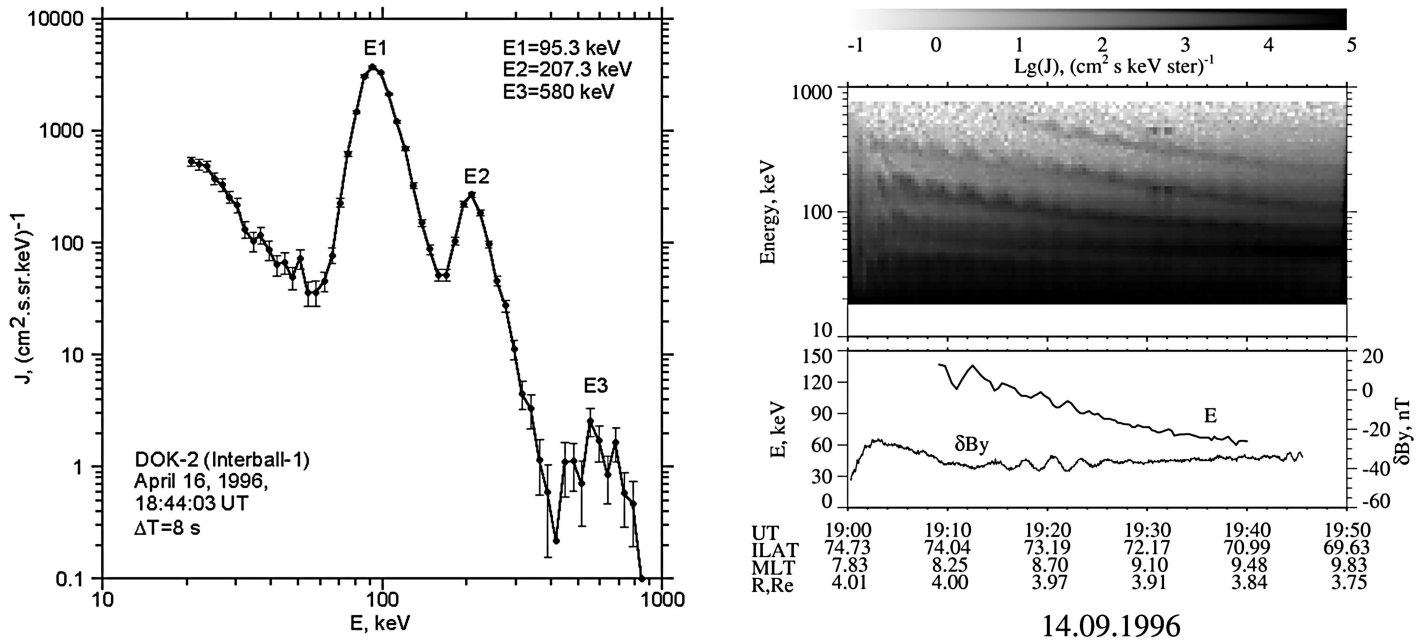 10000
1000
100
10
1
0.1
J, (cm².s.sr.keV)⁻¹
E1
E2
E3
E1=95.3 keV
E2=207.3 keV
E3=580 keV
DOK-2 (Interball-1)
April 16, 1996,
18:44:03 UT
ΔT=8 s
10 100 1000
E, keV
-1 0 1 2 3 4 5
Lg(J), (cm² s keV ster)⁻¹
1000
100
10
Energy, keV
150
120
90
60
30
0
E, keV
E
δBy
20
0
-20
-40
-60
δBy, nT
UT 19:00 19:10 19:20 19:30 19:40 19:50
ILAT 74.73 74.04 73.19 72.17 70.99 69.63
MLT 7.83 8.25 8.70 9.10 9.48 9.83
R,Re 4.01 4.00 3.97 3.91 3.84 3.75
14.09.1996